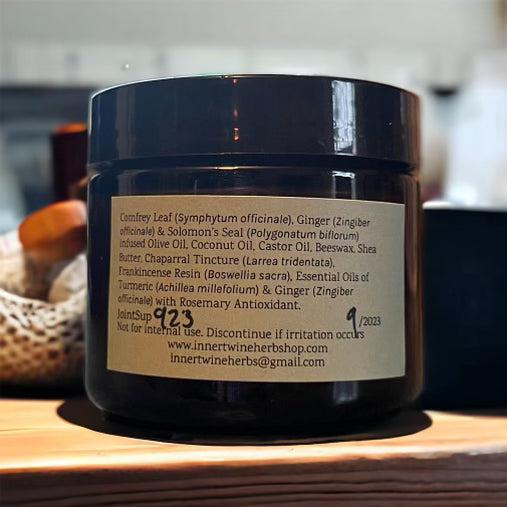 Comfrey Leaf (Symphytum officinale), Ginger (Zingiber
officinale) & Solomon's Seal (Polygonatum biflorum)
infused Olive Oil, Coconut Oil, Castor Oil, Beeswax, Shea
Butter, Chaparral Tincture (Larrea tridentata),
Frankincense Resin (Boswellia sacra), Essential Oils of
Turmeric (Achillea millefolium) & Ginger (Zingiber
officinale) with Rosemary Antioxidant.
JointSup 923 9/2023
Not for internal use. Discontinue if irritation occurs
www.innertwineherbshop.com
innertwineherbs@gmail.com